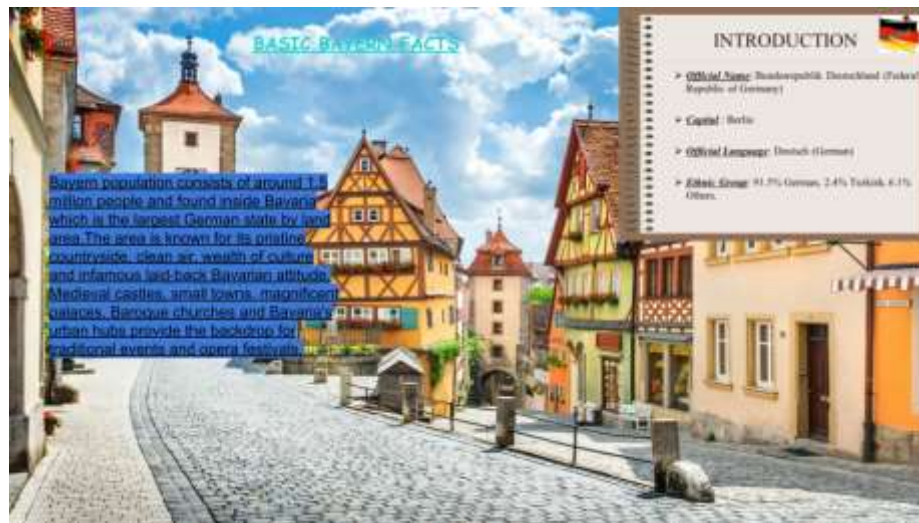 BASIC BAYERN FACTS
Bayern population consists of around 1.5
million people and found inside Bavaria
which is the largest German state by land
area.The area is known for its pristine
countryside, clean air, wealth of culture
and infamous laid-back Bavarian attitude.
Medieval castles, small towns, magnificent
palaces, Baroque churches and Bavaria's
urban hubs provide the backdrop for
traditional events and opera festivals.
INTRODUCTION
➢ Official Name: Bundesrepublik Deutschland (Federal
Republic of Germany)
➢ Capital : Berlin
➢ Official Language: Deutsch (German)
➢ Ethnic Group: 91.5% German, 2.4% Turkish, 6.1%
Others.